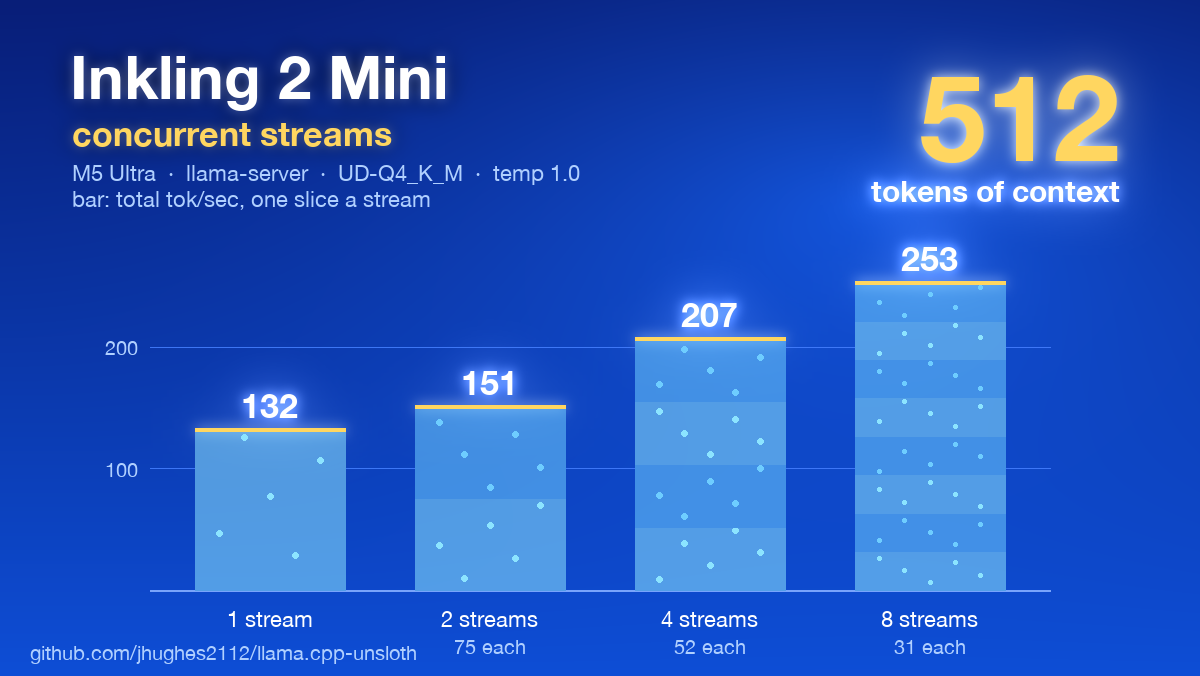 Inkling 2 Mini
concurrent streams
M5 Ultra · llama-server · UD-Q4_K_M · temp 1.0
bar: total tok/sec, one slice a stream
512
tokens of context
253
207
200
151
132
100
1 stream
2 streams
4 streams
8 streams
75 each
52 each
31 each
github.com/jhughes2112/llama.cpp-unsloth